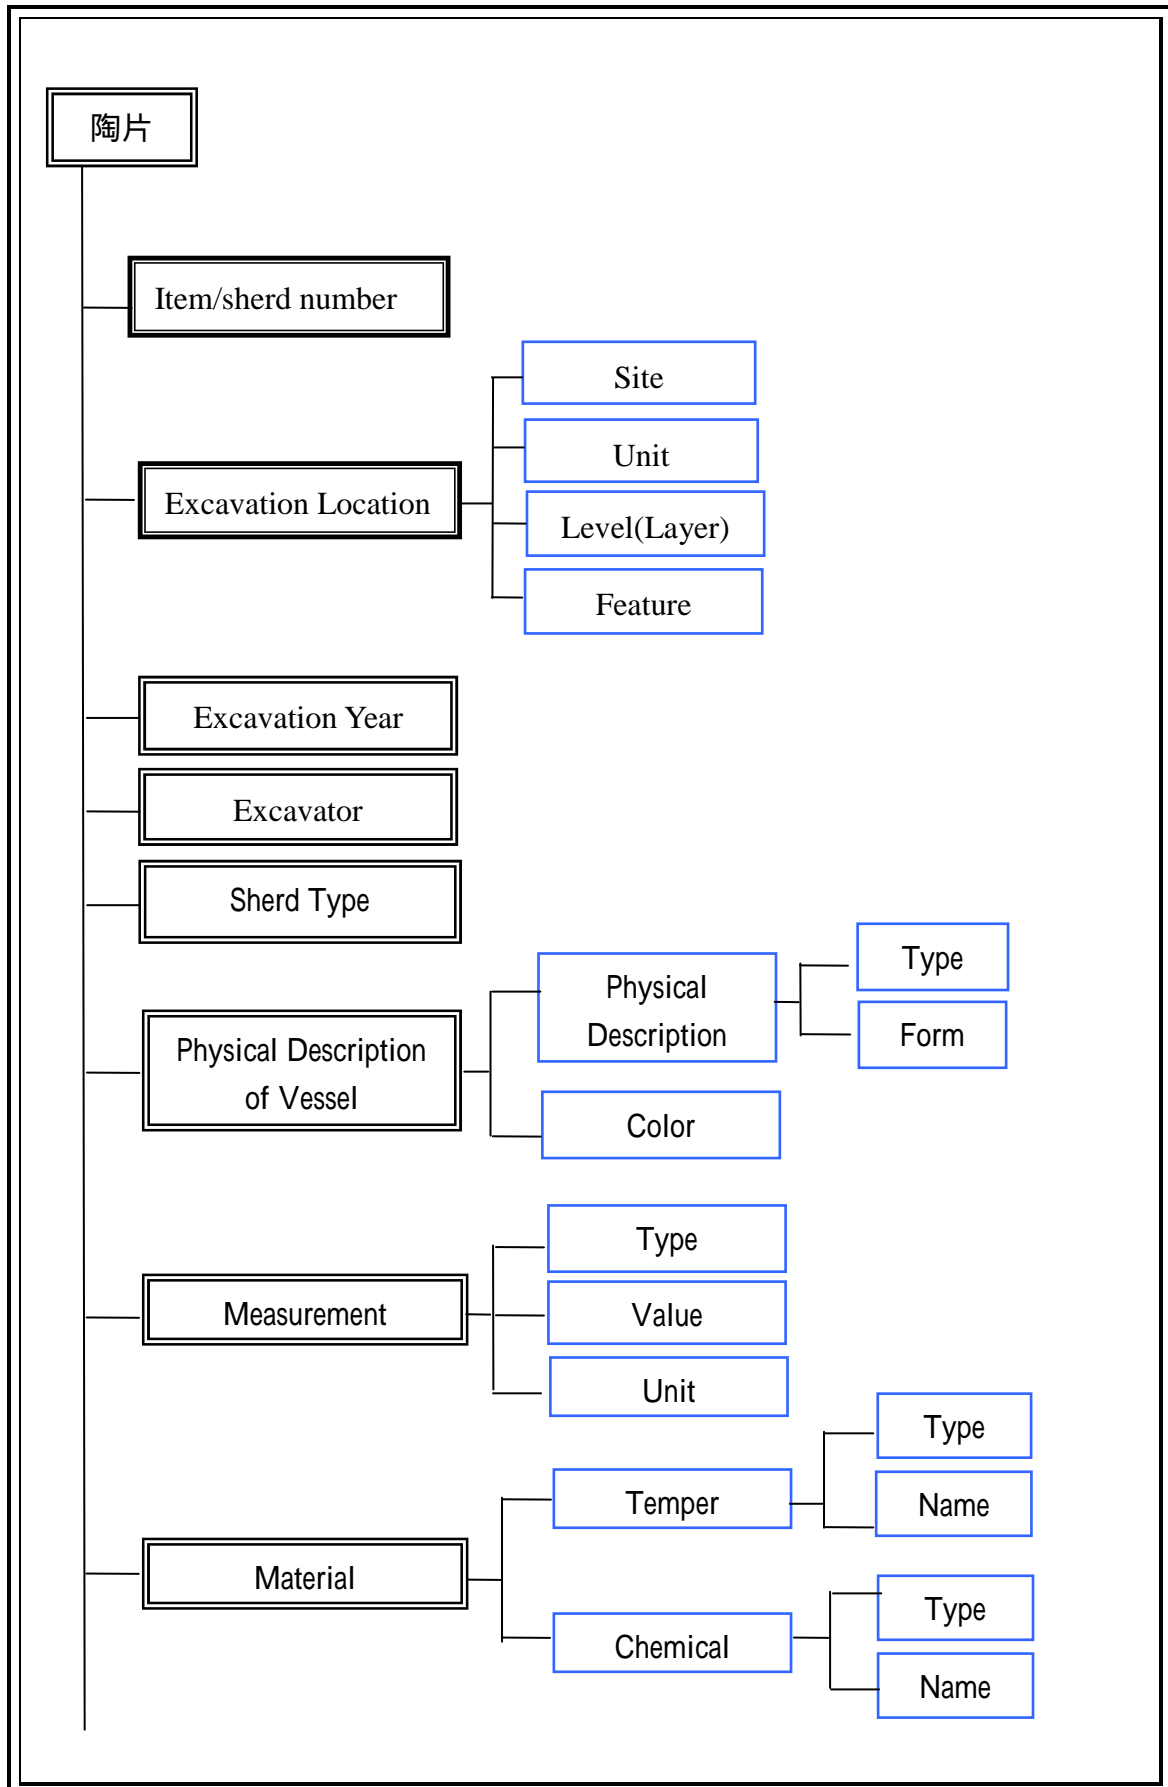 陶片
Item/sherd number
Site
Unit
Excavation Location
Level(Layer)
Feature
Excavation Year
Excavator
Sherd Type
Physical Description
of Vessel
Physical
Description
Type
Form
Color
Measurement
Type
Value
Unit
Material
Temper
Type
Name
Chemical
Type
Name